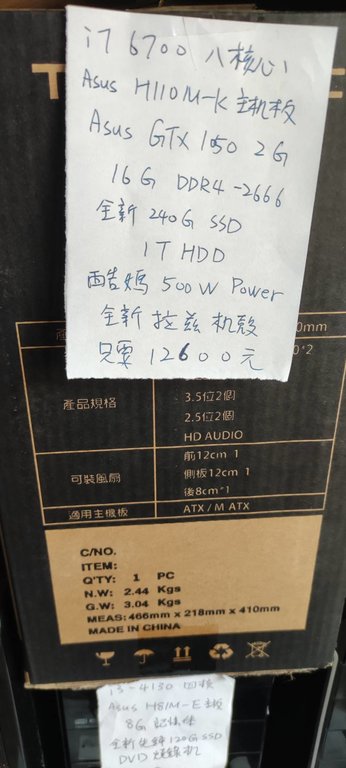 i7 6700 八核心
Asus H110M-K 主机板
Asus GTX 1050 2G
16G DDR4-2666
全新 240G SSD
1T HDD
酷媽 500W Power
全新 拉兹 机殼
只要 12600元
0mm
0*2
產品規格
3.5位2個
2.5位2個
HD AUDIO
可裝風扇
前12cm 1
側板12cm 1
後8cm*1
適用主機板
ATX / M ATX
C/NO.
ITEM:
Q'TY: 1 PC
N.W: 2.44 Kgs
G.W: 3.04 Kgs
MEAS: 466mm x 218mm x 410mm
MADE IN CHINA
i3-4130 四核
Asus H81M-E 主板
8G 記憶体
全新 120G SSD
DVD 燒錄机